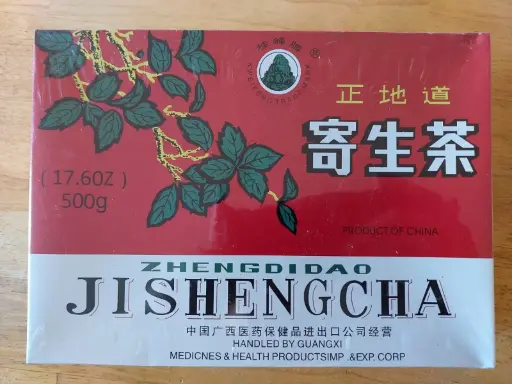 正地道
寄生茶
(17.6OZ)
500g
PRODUCT OF CHINA
ZHENGDIDAO
JISHENGCHA
中国广西医药保健品进出口公司经营
HANDLED BY GUANGXI
MEDICNES & HEALTH PRODUCTSIMP .&EXP. CORP